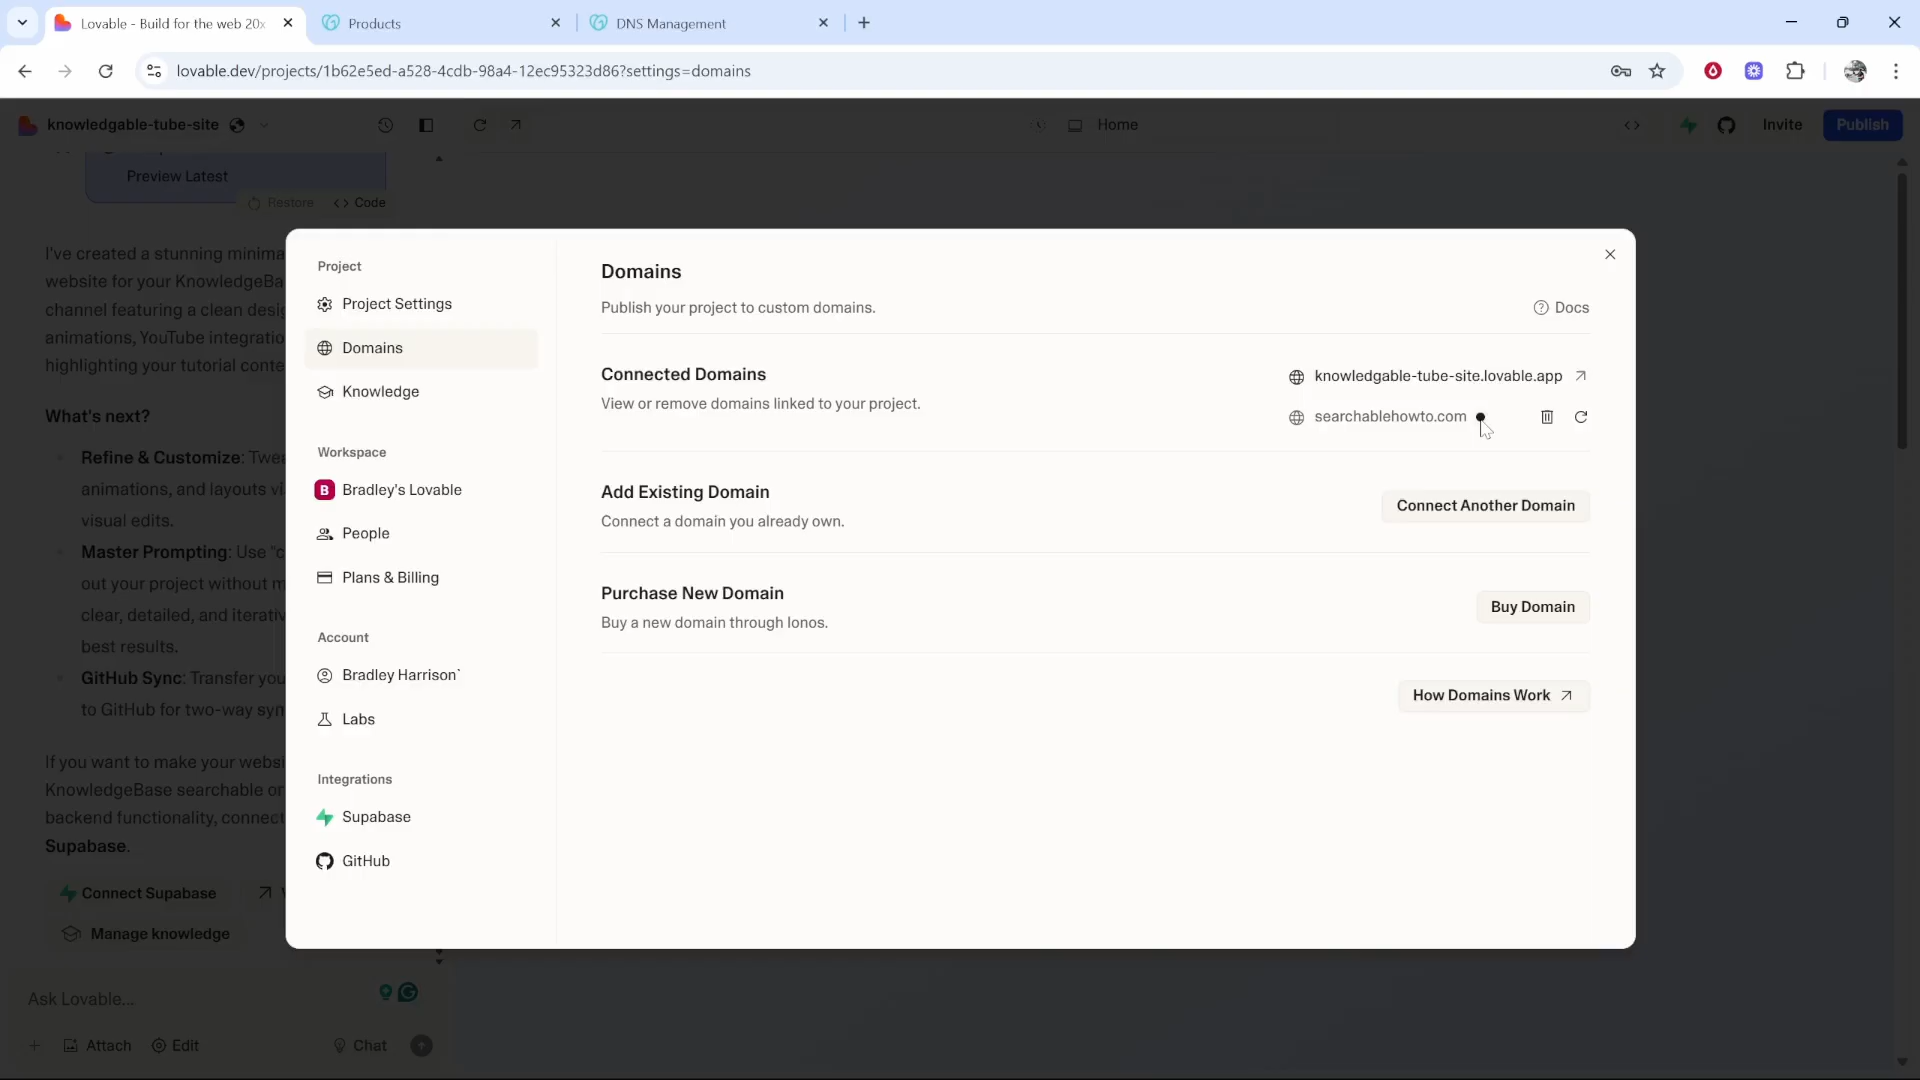 Lovable - Build for the web 20x
Products
DNS Management
lovable.dev/projects/1b62e5ed-a528-4cdb-98a4-12ec95323d86?settings=domains
knowledgable-tube-site
Home
Invite
Publish
Preview Latest
Restore
Code
I've created a stunning minima
website for your KnowledgeBa
channel featuring a clean desig
animations, YouTube integratio
highlighting your tutorial conte
What's next?
Refine & Customize: Twea
animations, and layouts vi
visual edits.
Master Prompting: Use "c
out your project without m
clear, detailed, and iterativ
best results.
GitHub Sync: Transfer you
to GitHub for two-way syn
If you want to make your websi
KnowledgeBase searchable or
backend functionality, connect
Supabase.
Connect Supabase
Manage knowledge
Ask Lovable...
Attach
Edit
Chat
Project
Project Settings
Domains
Knowledge
Workspace
B Bradley's Lovable
People
Plans & Billing
Account
Bradley Harrison`
Labs
Integrations
Supabase
GitHub
Domains
Publish your project to custom domains.
Docs
Connected Domains
View or remove domains linked to your project.
knowledgable-tube-site.lovable.app
searchablehowto.com
Add Existing Domain
Connect a domain you already own.
Connect Another Domain
Purchase New Domain
Buy a new domain through Ionos.
Buy Domain
How Domains Work